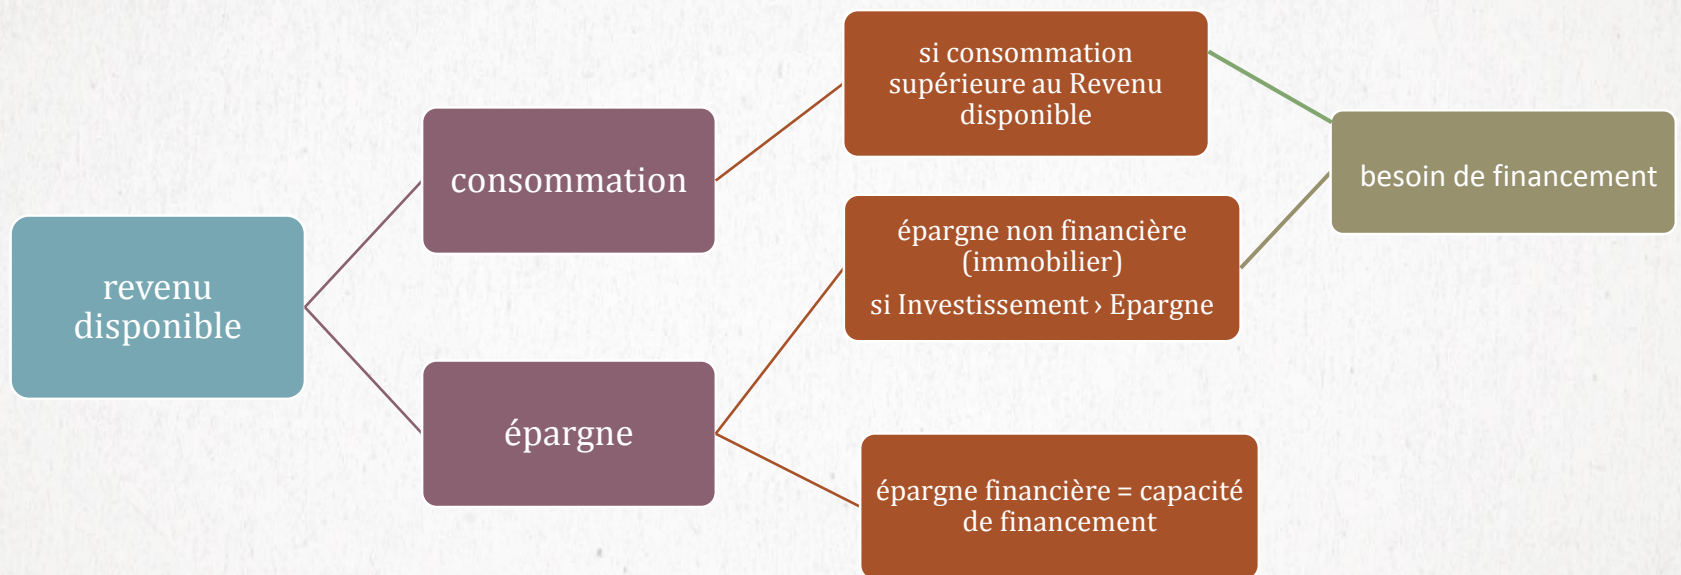 revenu
disponible
consommation
épargne
si consommation
supérieure au Revenu
disponible
épargne non financière
(immobilier)
si Investissement › Epargne
épargne financière = capacité
de financement
besoin de financement